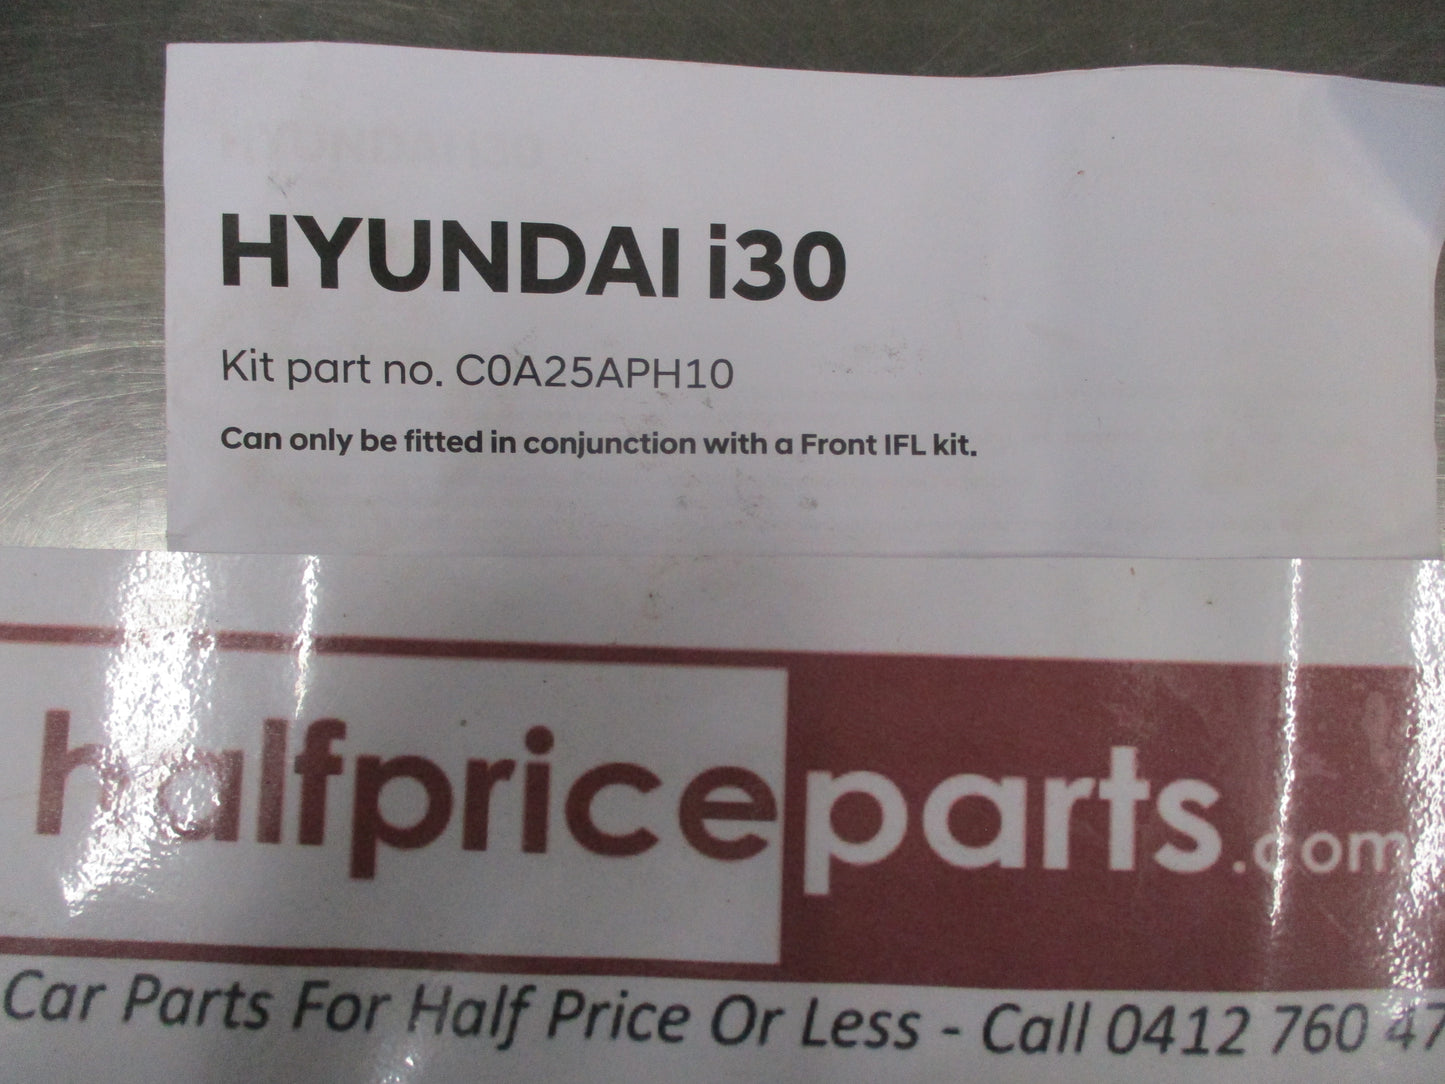 HYUNDAI i30
Kit part no. C0A25APH10
Can only be fitted in conjunction with a Front IFL kit.
halfpriceparts.com
Car Parts For Half Price Or Less - Call 0412 760 47